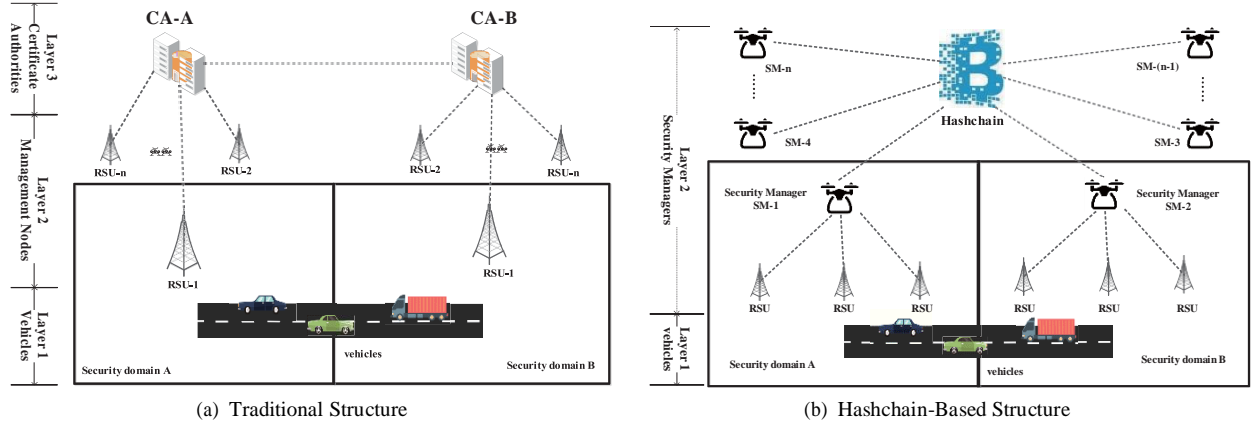 CA-A
CA-B
Layer 3
Certificate
Authorities
RSU-n
RSU-2
RSU-2
RSU-n
Layer 2
Management Nodes
RSU-1
RSU-1
Layer 1
Vehicles
vehicles
Security domain A
Security domain B
(a) Traditional Structure
SM-n
SM-(n-1)
Hashchain
SM-4
SM-3
Layer 2
Security Managers
Security Manager
SM-1
Security Manager
SM-2
RSU
RSU
RSU
RSU
RSU
RSU
Layer 1
vehicles
Security domain A
vehicles
Security domain B
(b) Hashchain-Based Structure